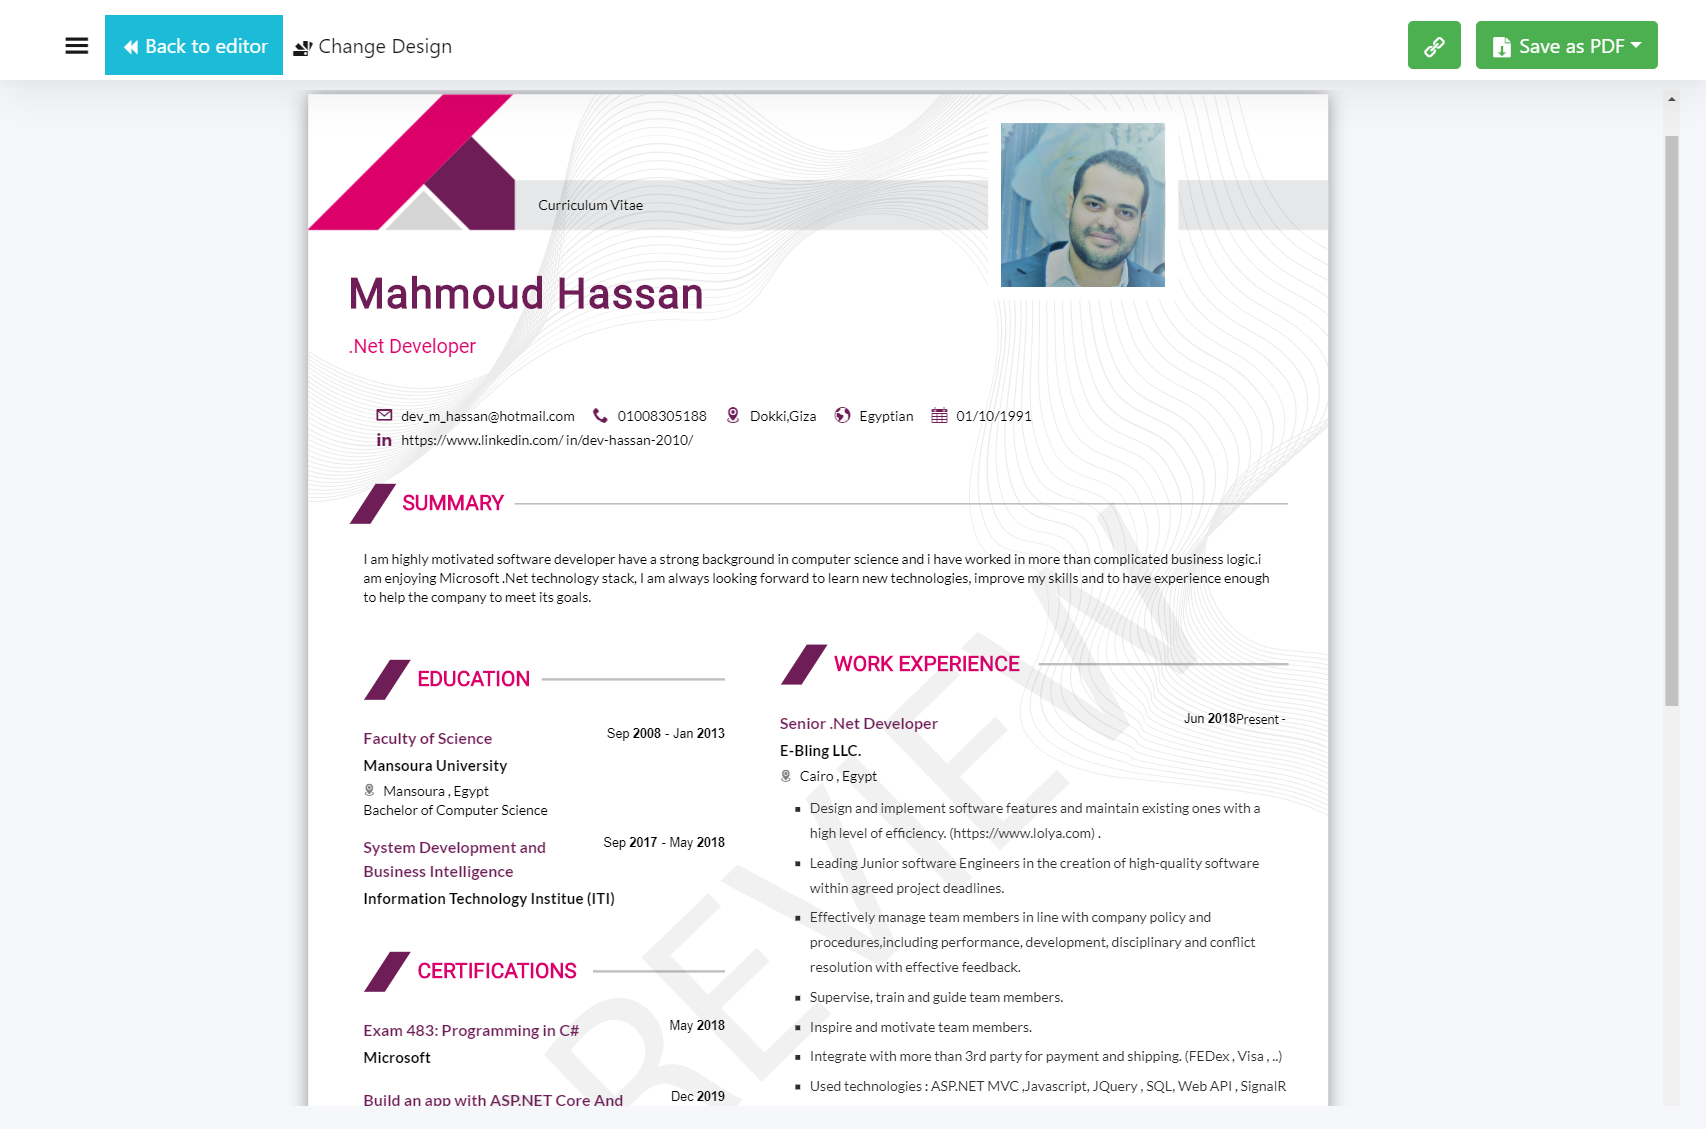 Back to editor
Change Design
Save as PDF
Curriculum Vitae
Mahmoud Hassan
.Net Developer
dev_m_hassan@hotmail.com 01008305188 Dokki,Giza Egyptian 01/10/1991
in https://www.linkedin.com/ in/dev-hassan-2010/
SUMMARY
I am highly motivated software developer have a strong background in computer science and i have worked in more than complicated business logic.i
am enjoying Microsoft .Net technology stack, I am always looking forward to learn new technologies, improve my skills and to have experience enough
to help the company to meet its goals.
EDUCATION
Faculty of Science Sep 2008 - Jan 2013
Mansoura University
Mansoura , Egypt
Bachelor of Computer Science
System Development and Sep 2017 - May 2018
Business Intelligence
Information Technology Institue (ITI)
CERTIFICATIONS
Exam 483: Programming in C# May 2018
Microsoft
Build an app with ASP.NET Core And Dec 2019
WORK EXPERIENCE
Senior .Net Developer Jun 2018Present -
E-Bling LLC.
Cairo , Egypt
Design and implement software features and maintain existing ones with a
high level of efficiency. (https://www.lolya.com) .
Leading Junior software Engineers in the creation of high-quality software
within agreed project deadlines.
Effectively manage team members in line with company policy and
procedures,including performance, development, disciplinary and conflict
resolution with effective feedback.
Supervise, train and guide team members.
Inspire and motivate team members.
Integrate with more than 3rd party for payment and shipping. (FEDex , Visa , ..)
Used technologies : ASP.NET MVC ,Javascript, JQuery , SQL, Web API , SignalR
REVIEW